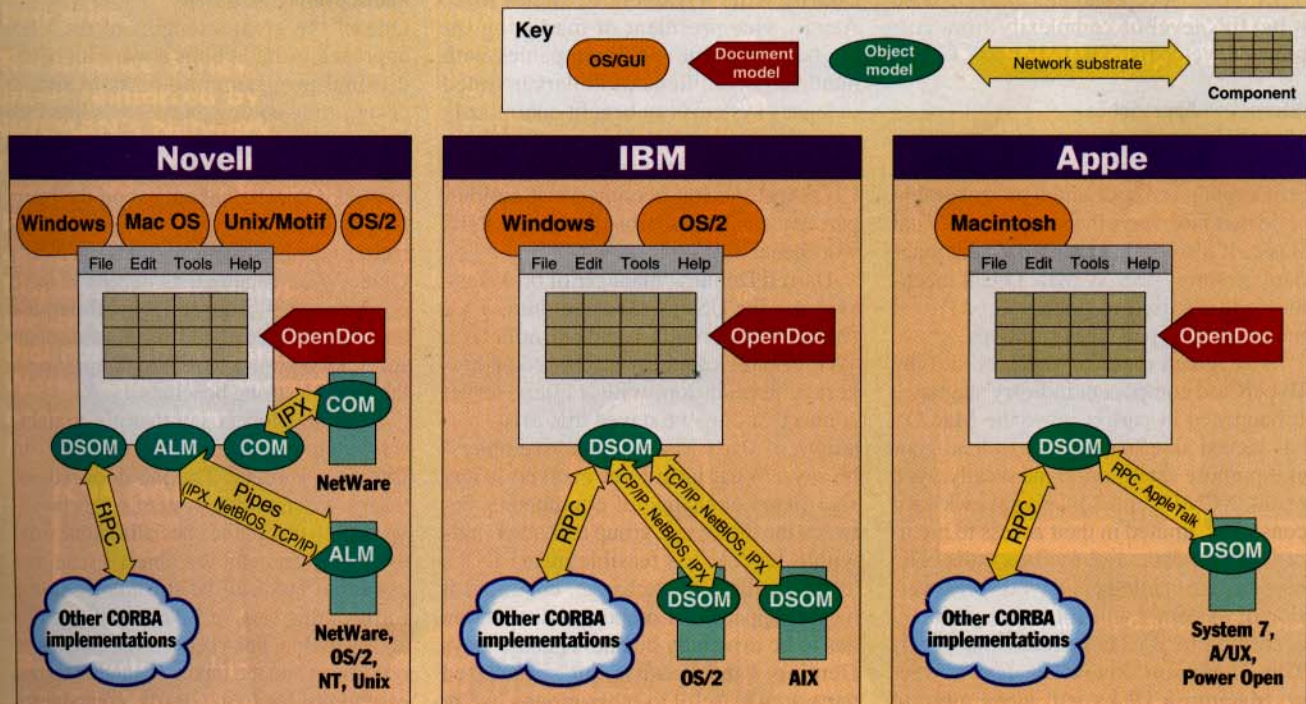 Key
OS/GUI
Document
model
Object
model
Network substrate
Component
Novell
Windows
Mac OS
Unix/Motif
OS/2
File Edit Tools Help
OpenDoc
COM
IPX
DSOM
ALM
COM
NetWare
RPC
Pipes
(IPX, NetBIOS, TCP/IP)
ALM
Other CORBA
implementations
NetWare,
OS/2,
NT, Unix
IBM
Windows
OS/2
File Edit Tools Help
OpenDoc
DSOM
RPC
TCP/IP, NetBIOS, IPX
TCP/IP, NetBIOS, IPX
DSOM
DSOM
Other CORBA
implementations
OS/2
AIX
Apple
Macintosh
File Edit Tools Help
OpenDoc
DSOM
RPC
RPC, AppleTalk
DSOM
Other CORBA
implementations
System 7,
A/UX,
Power Open